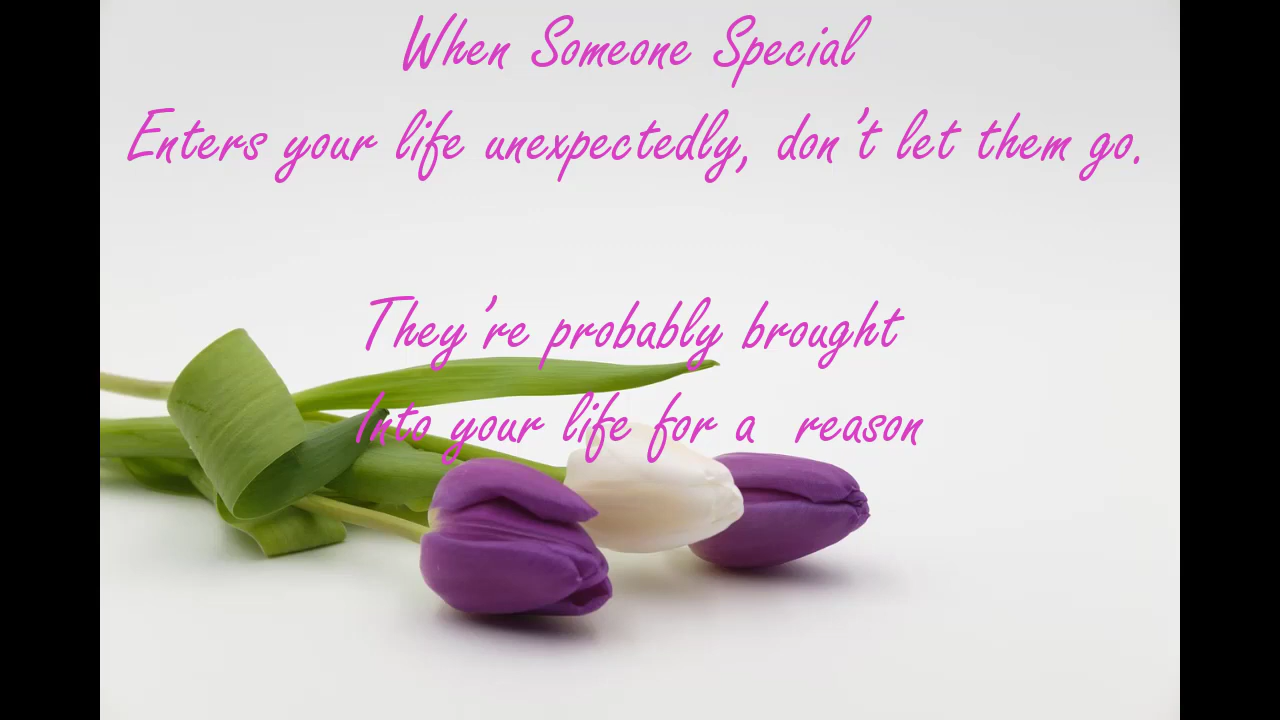 When Someone Special
Enters your life unexpectedly, don't let them go.
They're probably brought
Into your life for a reason